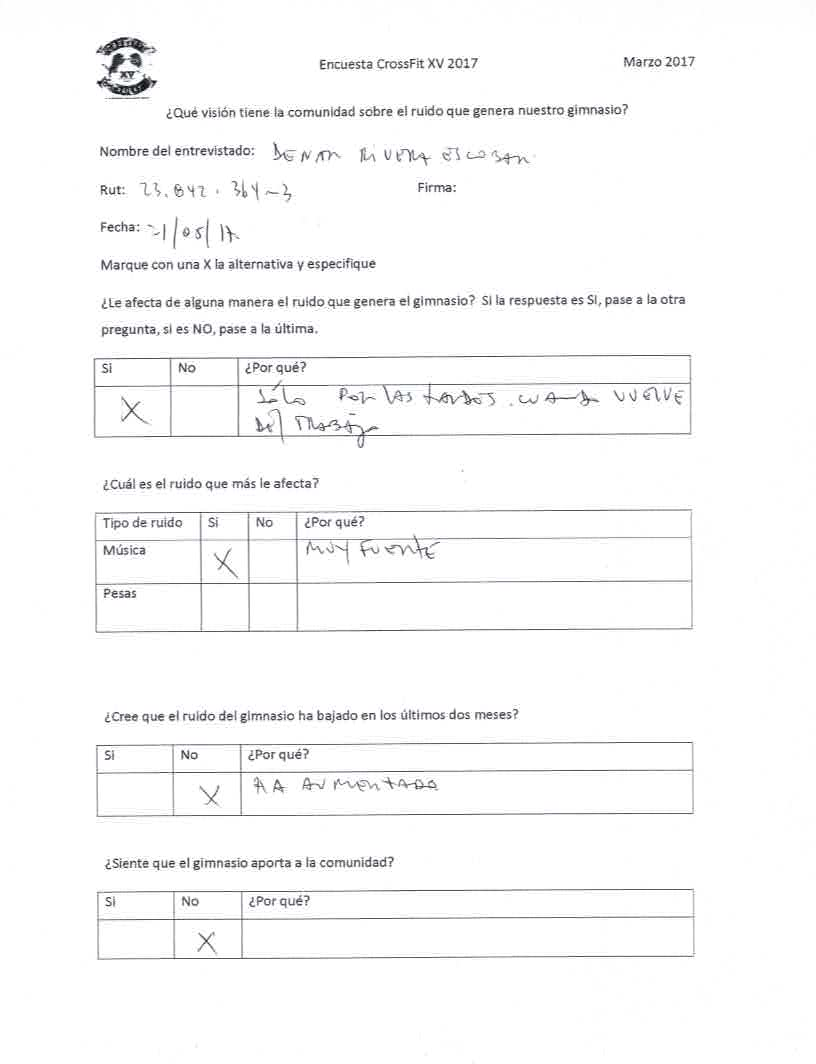 XV
Encuesta CrossFit XV 2017
Marzo 2017
¿Qué visión tiene la comunidad sobre el ruido que genera nuestro gimnasio?
Nombre del entrevistado: RIVERA ESCOBAR
Rut: 23.842.364-3
Firma:
Fecha: 21/05/17
Marque con una X la alternativa y especifique
¿Le afecta de alguna manera el ruido que genera el gimnasio? Si la respuesta es SI, pase a la otra
pregunta, si es NO, pase a la última.
Si No ¿Por qué?
X SóLo POR LAS tARDES. CUANDO VUELVE
DEl TRABAJo
¿Cuál es el ruido que más le afecta?
Tipo de ruido Si No ¿Por qué?
Música X MUY FUERTE
Pesas
¿Cree que el ruido del gimnasio ha bajado en los últimos dos meses?
Si No ¿Por qué?
X HA AUMENTADO
¿Siente que el gimnasio aporta a la comunidad?
Si No ¿Por qué?
X